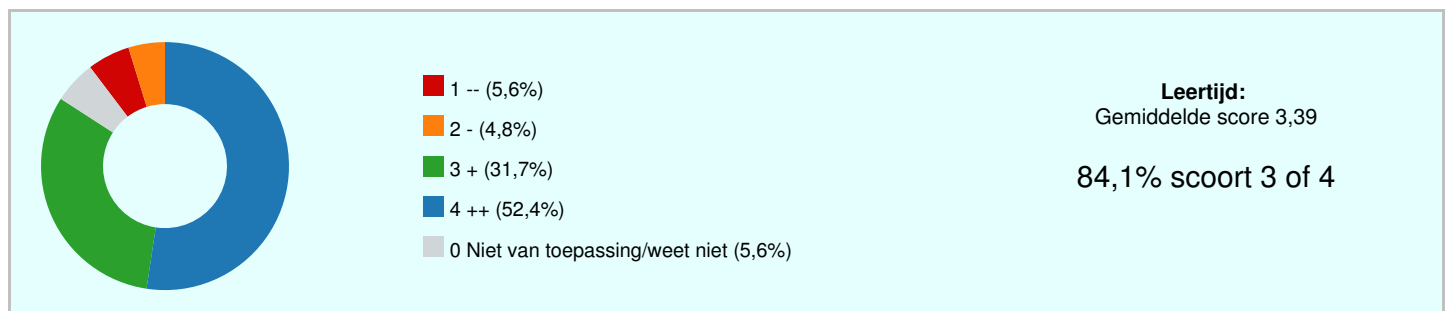 1 -- (5,6%)
2 - (4,8%)
3 + (31,7%)
4 ++ (52,4%)
0 Niet van toepassing/weet niet (5,6%)
Leertijd:
Gemiddelde score 3,39
84,1% scoort 3 of 4